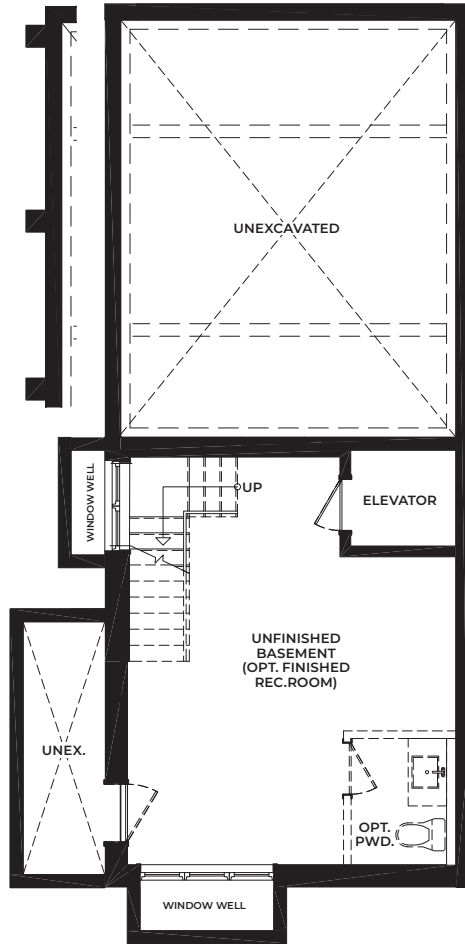 UNEXCAVATED
WINDOW WELL
UP
ELEVATOR
UNFINISHED
BASEMENT
(OPT. FINISHED
REC.ROOM)
UNEX.
OPT.
PWD.
WINDOW WELL